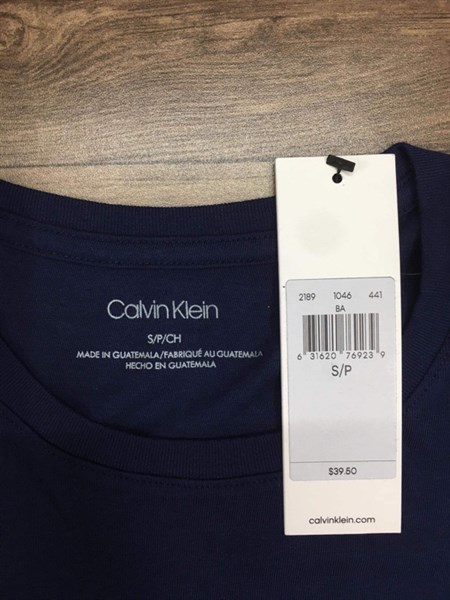 Calvin Klein
S/P/CH
MADE IN GUATEMALA/FABRIQUÉ AU GUATEMALA
HECHO EN GUATEMALA
2189 1046 441
BA
6 31620 76923 9
S/P
$39.50
calvinklein.com